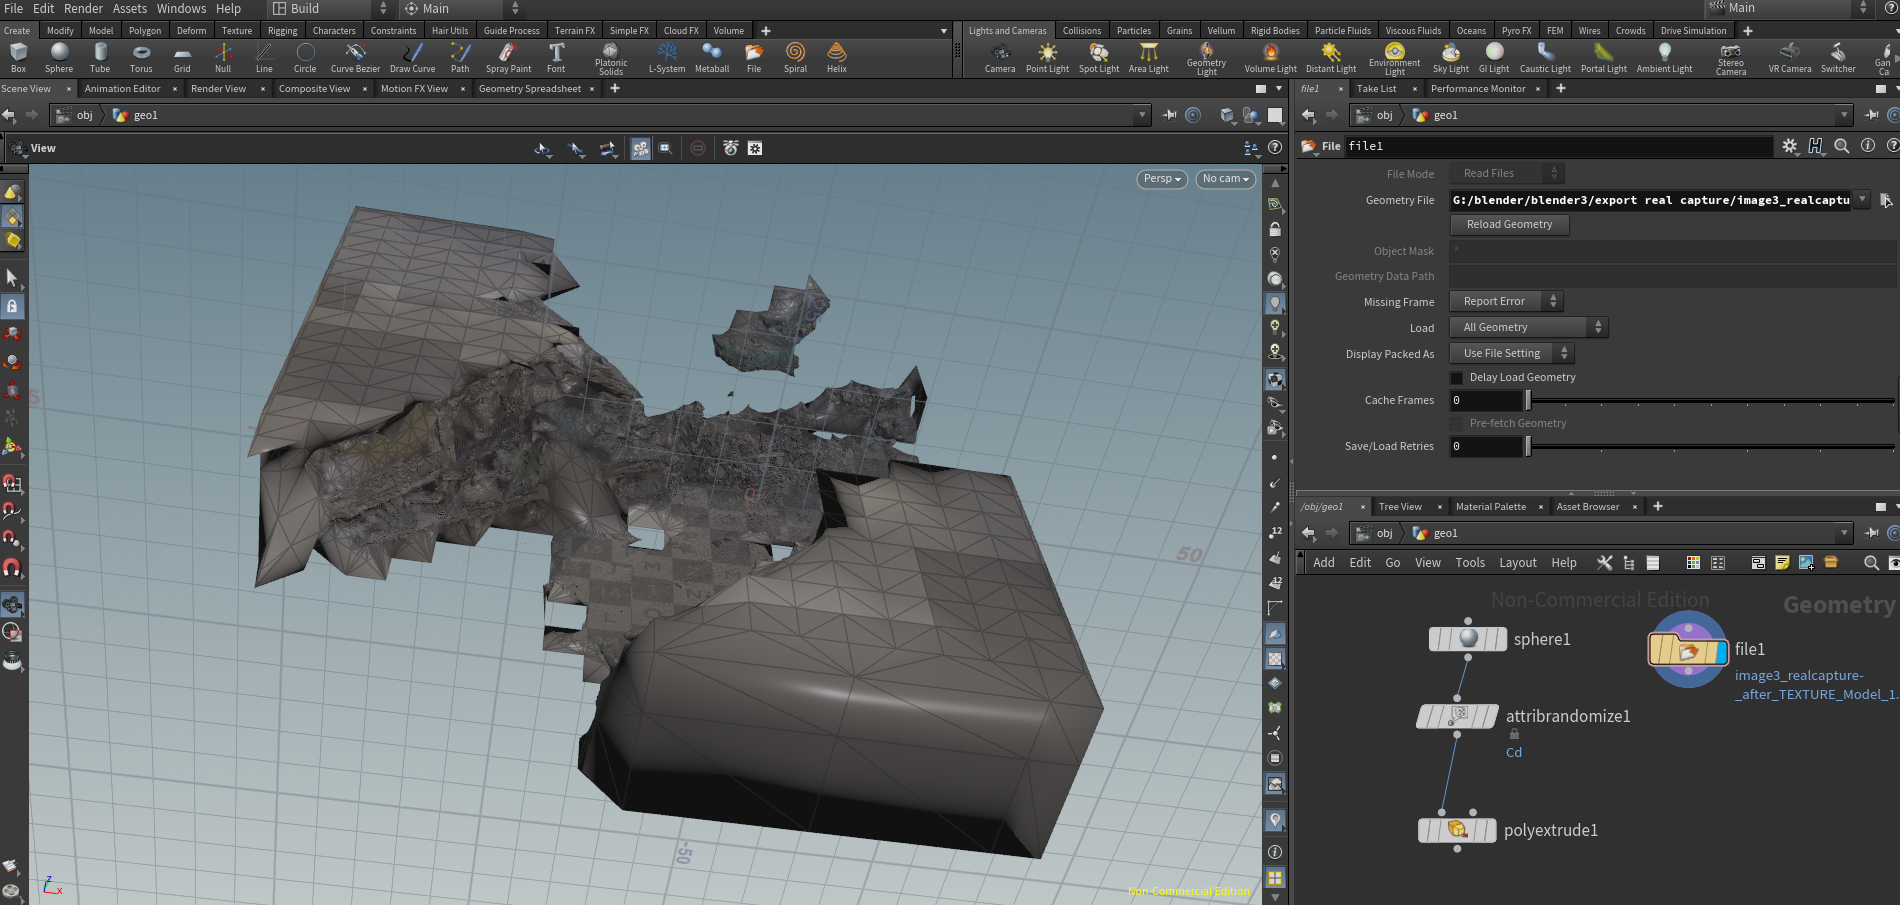 File Edit Render Assets Windows Help Build Main Main
Create Modify Model Polygon Deform Texture Rigging Characters Constraints Hair Utils Guide Process Terrain FX Simple FX Cloud FX Volume
Lights and Cameras Collisions Particles Grains Vellum Rigid Bodies Particle Fluids Viscous Fluids Oceans Pyro FX FEM Wires Crowds Drive Simulation
Box Sphere Tube Torus Grid Null Line Circle Curve Bezier Draw Curve Path Spray Paint Font Platonic Solids L-System Metaball File Spiral Helix
Camera Point Light Spot Light Area Light Geometry Light Volume Light Distant Light Environment Light Sky Light GI Light Caustic Light Portal Light Ambient Light Stereo Camera VR Camera Switcher
Scene View Animation Editor Render View Composite View Motion FX View Geometry Spreadsheet
file1 Take List Performance Monitor
obj geo1
obj geo1
View
File file1
Persp No cam
File Mode Read Files
Geometry File G:/blender/blender3/export real capture/image3_realcaptu
Reload Geometry
Object Mask *
Geometry Data Path
Missing Frame Report Error
Load All Geometry
Display Packed As Use File Setting
Delay Load Geometry
Cache Frames 0
Pre-fetch Geometry
Save/Load Retries 0
/obj/geo1 Tree View Material Palette Asset Browser
obj geo1
Add Edit Go View Tools Layout Help
Non-Commercial Edition Geometry
sphere1
file1
image3_realcapture-
_after_TEXTURE_Model_1.
attribrandomize1
Cd
polyextrude1
50
-50
12
12
z
x
Non-Commercial Edition